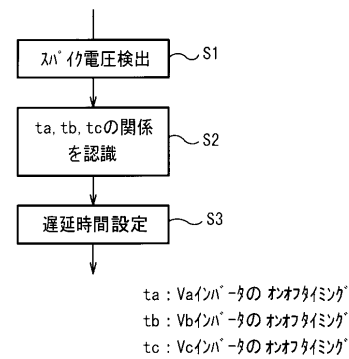 スパイク電圧検出
S1
ta, tb, tcの関係
を認識
S2
遅延時間設定
S3
ta : Vaインバータの オンオフタイミング
tb : Vbインバータの オンオフタイミング
tc : Vcインバータの オンオフタイミング